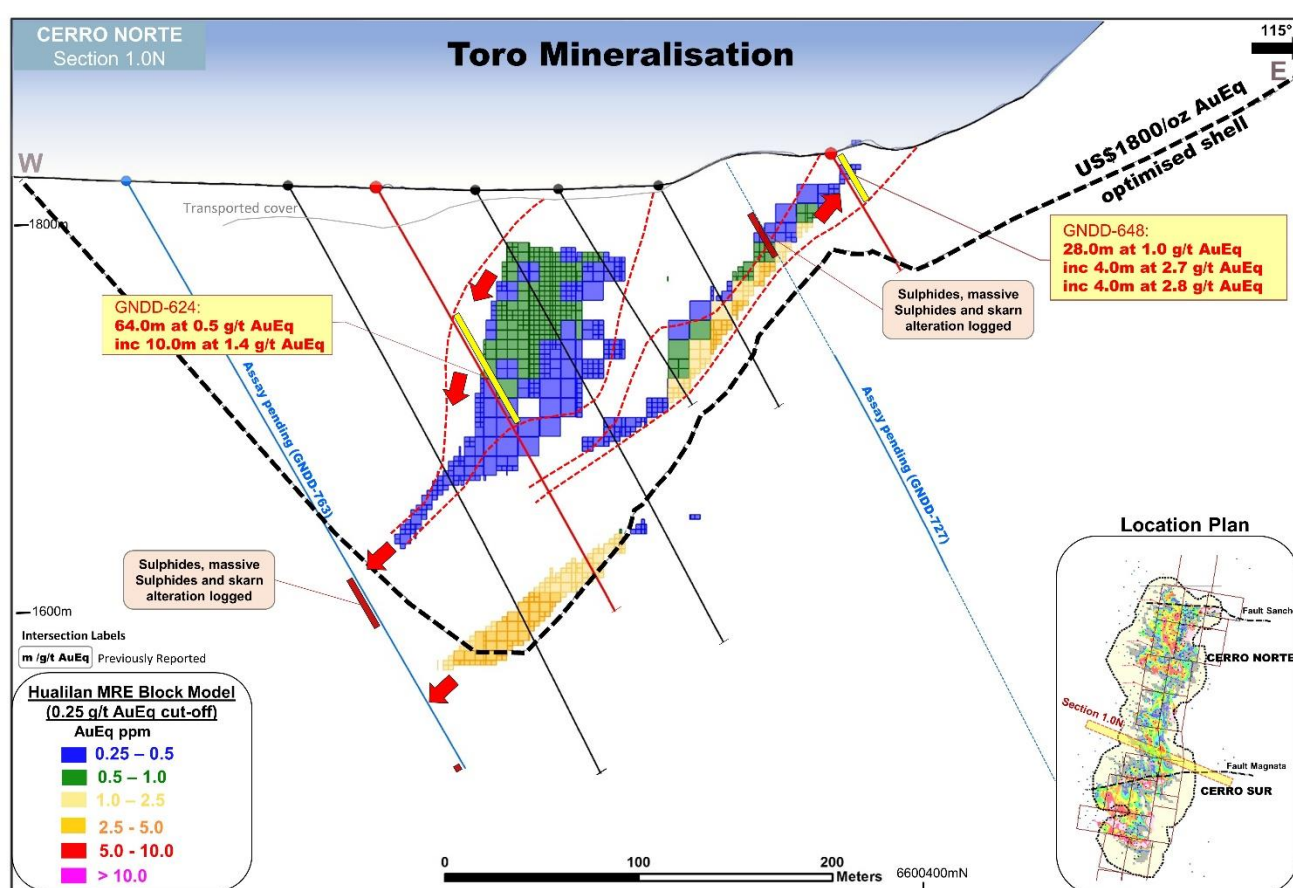 CERRO NORTE
Section 1.0N
Toro Mineralisation
115°
E
W
US$1800/oz AuEq
optimised shell
Transported cover
1800m
GNDD-648:
28.0m at 1.0 g/t AuEq
inc 4.0m at 2.7 g/t AuEq
inc 4.0m at 2.8 g/t AuEq
Sulphides, massive
Sulphides and skarn
alteration logged
GNDD-624:
64.0m at 0.5 g/t AuEq
inc 10.0m at 1.4 g/t AuEq
Assay pending (GNDD-763)
Assay pending (GNDD-727)
Sulphides, massive
Sulphides and skarn
alteration logged
1600m
Intersection Labels
m /g/t AuEq Previously Reported
Hualilan MRE Block Model
(0.25 g/t AuEq cut-off)
AuEq ppm
0.25 – 0.5
0.5 – 1.0
1.0 – 2.5
2.5 - 5.0
5.0 - 10.0
> 10.0
0 100 200
Meters
6600400mN
Location Plan
Fault Sanch
CERRO NORTE
Section 1.0N
Fault Magnata
CERRO SUR